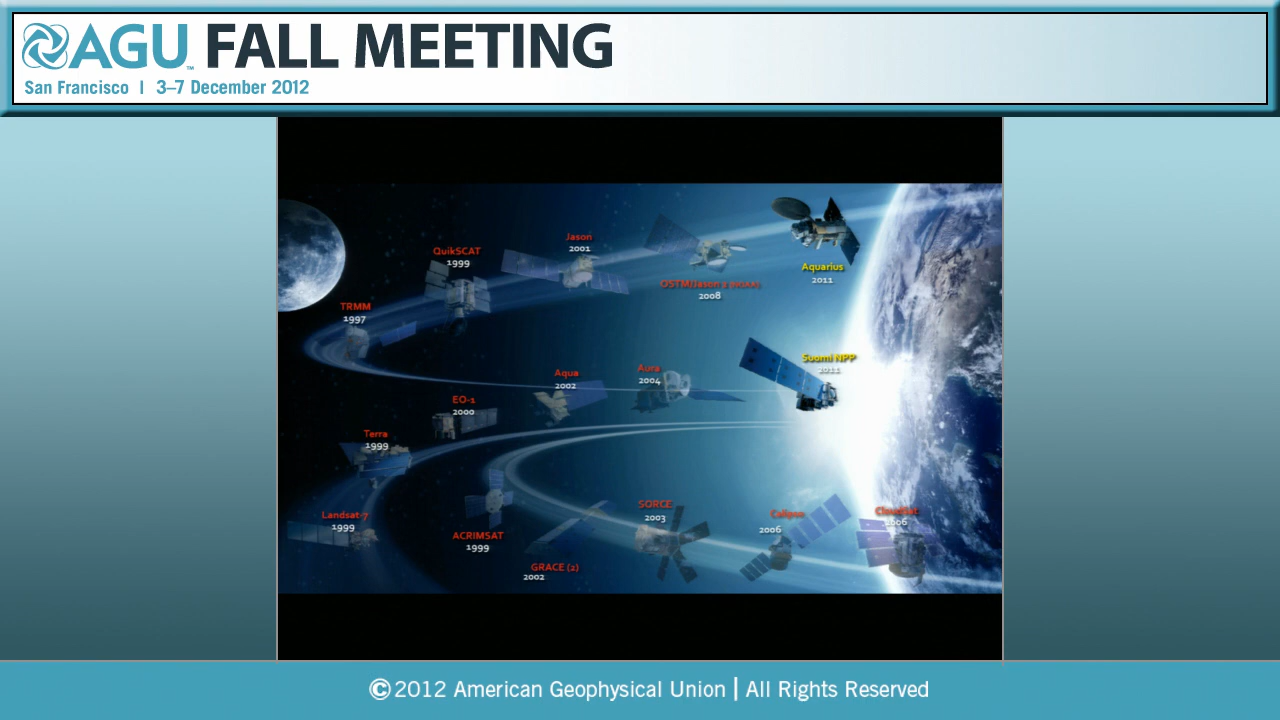 AGU™ FALL MEETING
San Francisco | 3–7 December 2012
Jason
2001
QuikSCAT
1999
Aquarius
2011
OSTM/Jason 2 (NOAA)
2008
TRMM
1997
Suomi NPP
2011
Aqua
2002
Aura
2004
EO-1
2000
Terra
1999
Landsat-7
1999
ACRIMSAT
1999
GRACE (2)
2002
SORCE
2003
Calipso
2006
CloudSat
2006
©2012 American Geophysical Union | All Rights Reserved